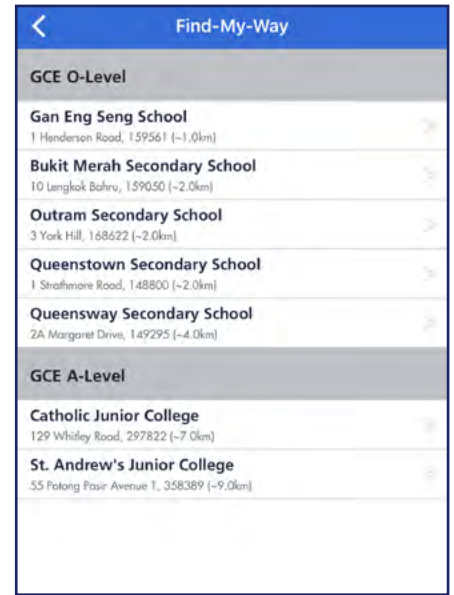 Find-My-Way
GCE O-Level
Gan Eng Seng School
1 Henderson Road, 159561 (~1.0km)
Bukit Merah Secondary School
10 Lengkok Bahru, 159050 (~2.0km)
Outram Secondary School
3 York Hill, 168622 (~2.0km)
Queenstown Secondary School
1 Strathmore Road, 148800 (~2.0km)
Queensway Secondary School
2A Margaret Drive, 149295 (~4.0km)
GCE A-Level
Catholic Junior College
129 Whitley Road, 297822 (~7.0km)
St. Andrew's Junior College
55 Potong Pasir Avenue 1, 358389 (~9.0km)